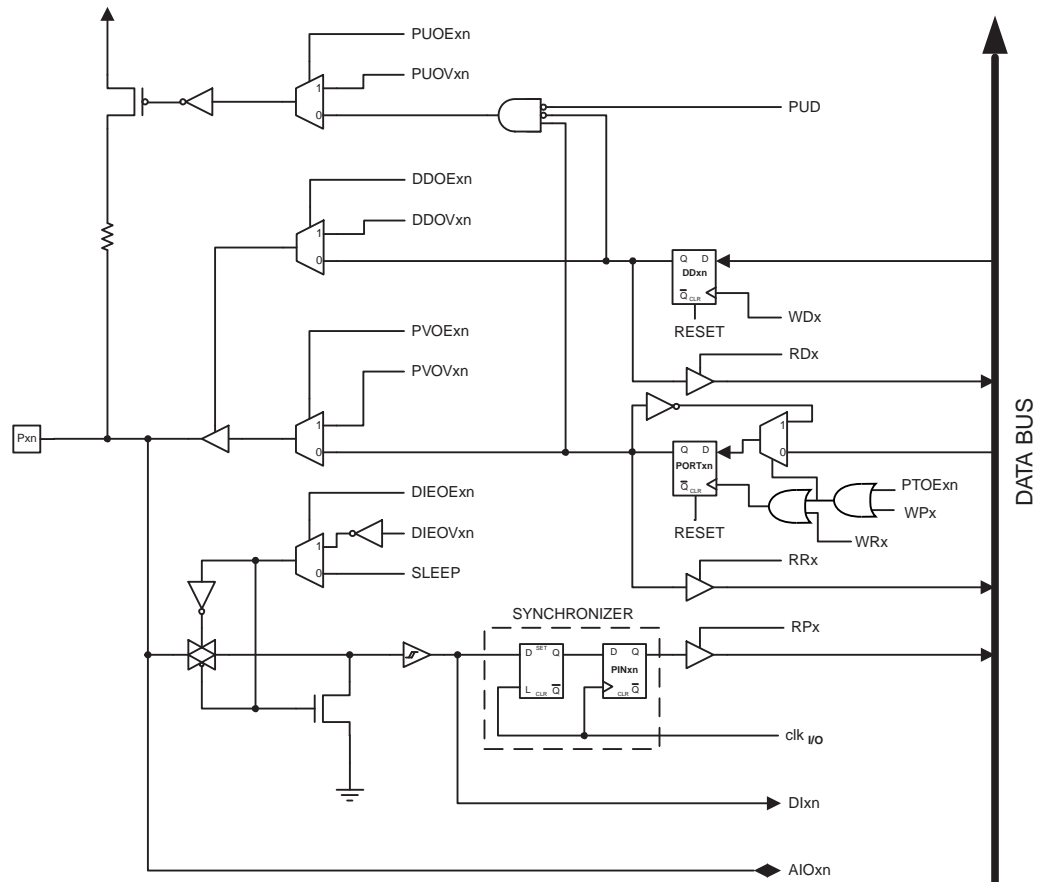 PUOExn
PUOVxn
1
0
PUD
DDOExn
DDOVxn
1
0
Q D
DDxn
Q CLR
RESET
WDx
RDx
PVOExn
PVOVxn
1
0
Pxn
Q D
PORTxn
Q CLR
RESET
1
0
PTOExn
WPx
WRx
RRx
DATA BUS
DIEOExn
DIEOVxn
1
0
SLEEP
SYNCHRONIZER
D SET Q
L CLR Q
D Q
PINxn
CLR Q
RPx
clk I/O
DIxn
AIOxn